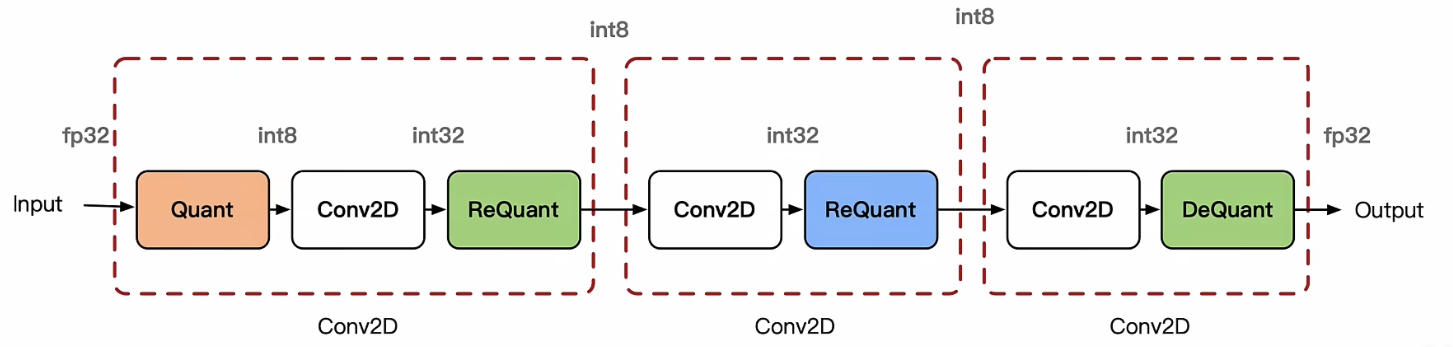 int8
int8
fp32
int8
int32
int32
int32
fp32
Input
Quant
Conv2D
ReQuant
Conv2D
ReQuant
Conv2D
DeQuant
Output
Conv2D
Conv2D
Conv2D